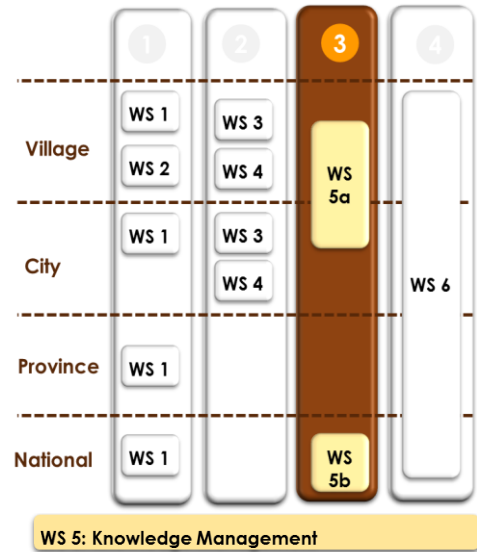 1
2
3
4
Village
WS 1
WS 2
WS 3
WS 4
WS
5a
City
WS 1
WS 3
WS 4
WS 6
Province
WS 1
National
WS 1
WS
5b
WS 5: Knowledge Management